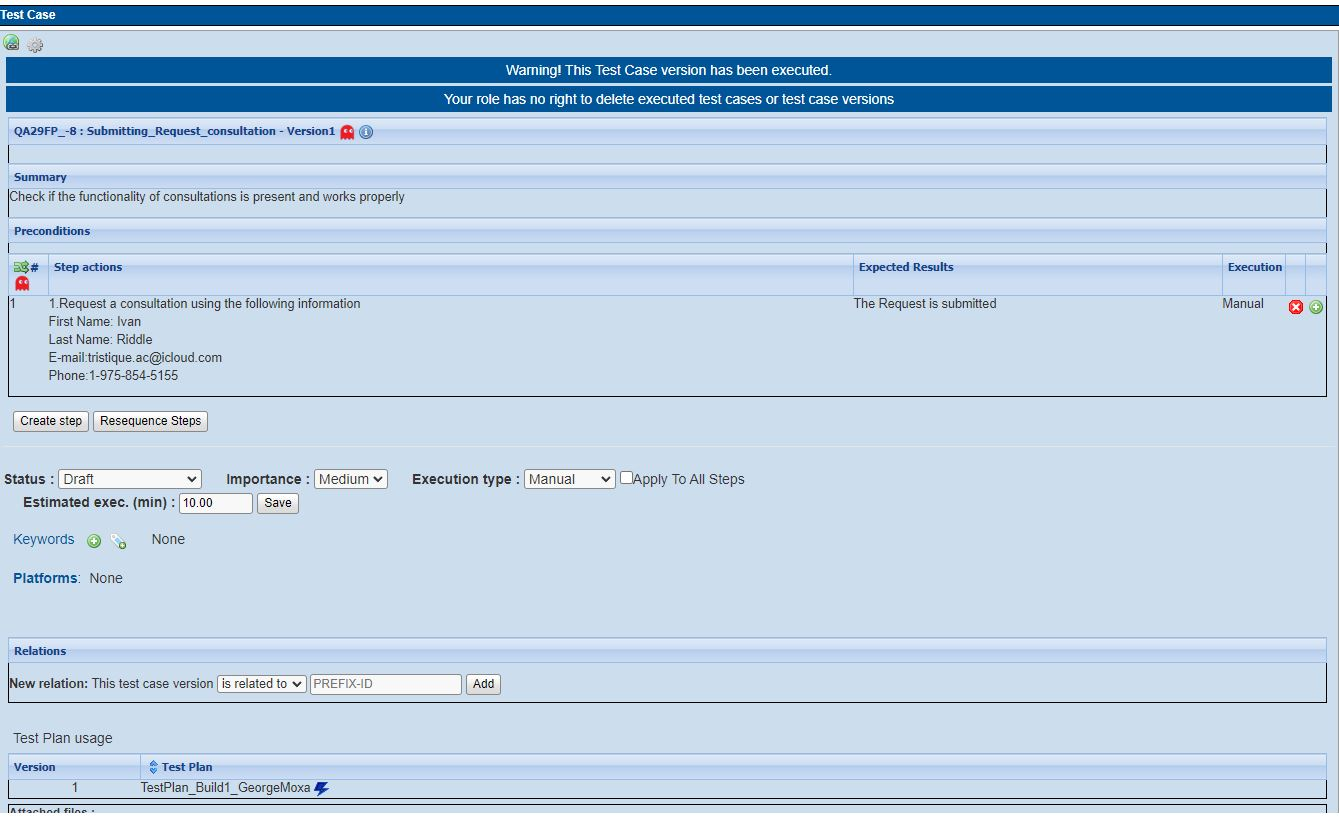 Test Case
Warning! This Test Case version has been executed.
Your role has no right to delete executed test cases or test case versions
QA29FP_-8 : Submitting_Request_consultation - Version1
Summary
Check if the functionality of consultations is present and works properly
Preconditions
# Step actions Expected Results Execution
1 1.Request a consultation using the following information The Request is submitted Manual
First Name: Ivan
Last Name: Riddle
E-mail:tristique.ac@icloud.com
Phone:1-975-854-5155
Create step Resequence Steps
Status : Draft Importance : Medium Execution type : Manual Apply To All Steps
Estimated exec. (min) : 10.00 Save
Keywords None
Platforms: None
Relations
New relation: This test case version is related to PREFIX-ID Add
Test Plan usage
Version Test Plan
1 TestPlan_Build1_GeorgeMoxa
Attached files :